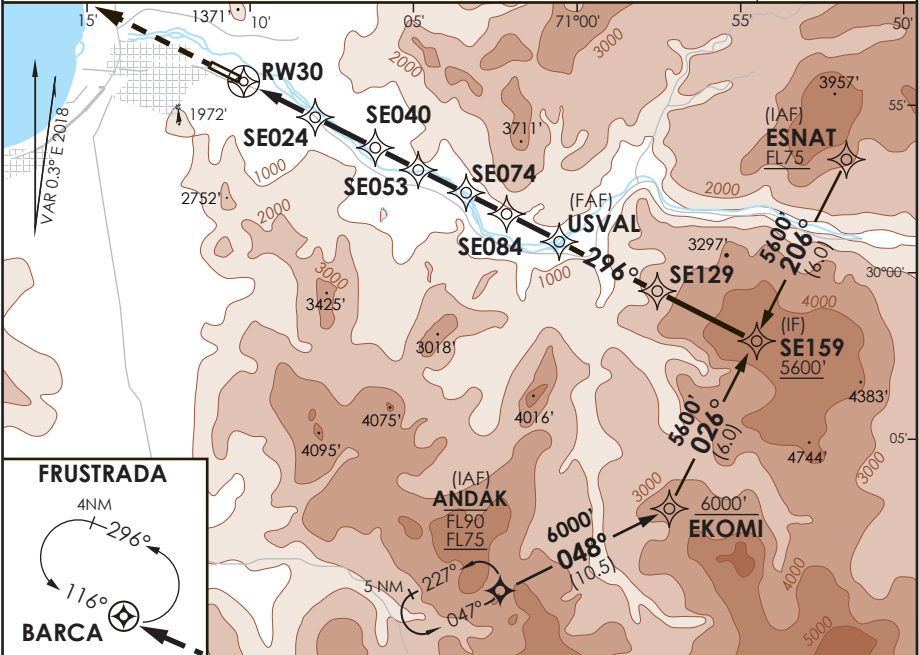 15'
1371'
10'
05'
71°00'
55'
50'
3000
2000
RW30
3957'
1972'
SE024
SE040
3711'
(IAF)
ESNAT
FL75
55'
VAR 0.3° E 2018
1000
SE053
SE074
2752'
2000
SE084
(FAF)
USVAL
2000
5600'
206°
(6.0)
3297'
296°
SE129
30°00'
1000
3000
3425'
4000
(IF)
SE159
5600'
3018'
4383'
4075'
4016'
5600'
026°
(6.0)
4095'
4744'
05'
3000
FRUSTRADA
4NM
296°
116°
BARCA
(IAF)
ANDAK
FL90
FL75
3000
6000'
EKOMI
6000'
048°
(10.5)
5 NM
227°
047°
4000
5000